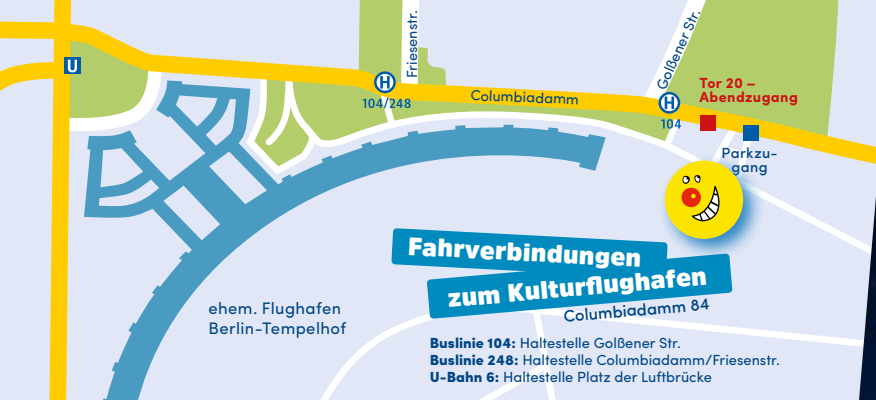 Friesenstr.
Golßener Str.
U
H
104/248
Columbiadamm
H
104
Tor 20 –
Abendzugang
Parkzu-
gang
Fahrverbindungen
zum Kulturflughafen
Columbiadamm 84
ehem. Flughafen
Berlin-Tempelhof
Buslinie 104: Haltestelle Golßener Str.
Buslinie 248: Haltestelle Columbiadamm/Friesenstr.
U-Bahn 6: Haltestelle Platz der Luftbrücke